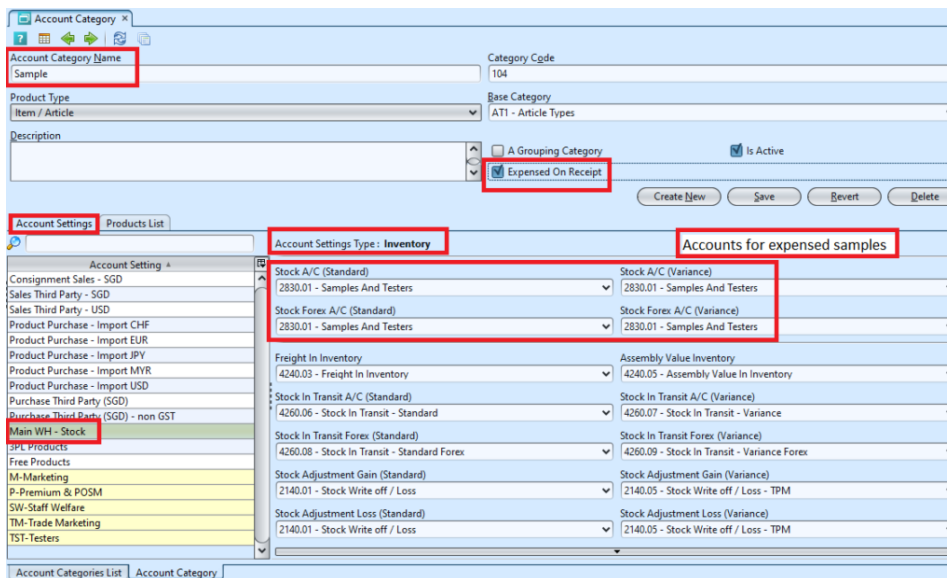 Account Category ×
Account Category Name
Category Code
Sample
104
Product Type
Base Category
Item / Article
AT1 - Article Types
Description
A Grouping Category
Is Active
Expensed On Receipt
Create New
Save
Revert
Delete
Account Settings
Products List
Account Settings Type : Inventory
Accounts for expensed samples
Account Setting
Consignment Sales - SGD
Sales Third Party - SGD
Sales Third Party - USD
Product Purchase - Import CHF
Product Purchase - Import EUR
Product Purchase - Import JPY
Product Purchase - Import MYR
Product Purchase - Import USD
Purchase Third Party (SGD)
Purchase Third Party (SGD) - non GST
Main WH - Stock
3PL Products
Free Products
M-Marketing
P-Premium & POSM
SW-Staff Welfare
TM-Trade Marketing
TST-Testers
Stock A/C (Standard)
Stock A/C (Variance)
2830.01 - Samples And Testers
2830.01 - Samples And Testers
Stock Forex A/C (Standard)
Stock Forex A/C (Variance)
2830.01 - Samples And Testers
2830.01 - Samples And Testers
Freight In Inventory
Assembly Value Inventory
4240.03 - Freight In Inventory
4240.05 - Assembly Value In Inventory
Stock In Transit A/C (Standard)
Stock In Transit A/C (Variance)
4260.06 - Stock In Transit - Standard
4260.07 - Stock In Transit - Variance
Stock In Transit Forex (Standard)
Stock In Transit Forex (Variance)
4260.08 - Stock In Transit - Standard Forex
4260.09 - Stock In Transit - Variance Forex
Stock Adjustment Gain (Standard)
Stock Adjustment Gain (Variance)
2140.01 - Stock Write off / Loss
2140.05 - Stock Write off / Loss - TPM
Stock Adjustment Loss (Standard)
Stock Adjustment Loss (Variance)
2140.01 - Stock Write off / Loss
2140.05 - Stock Write off / Loss - TPM
Account Categories List
Account Category